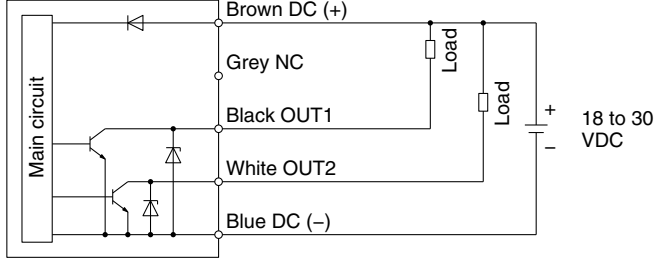 Brown DC (+)
Load
Grey NC
Load
Main circuit
Black OUT1
+
18 to 30
VDC
−
White OUT2
Blue DC (−)